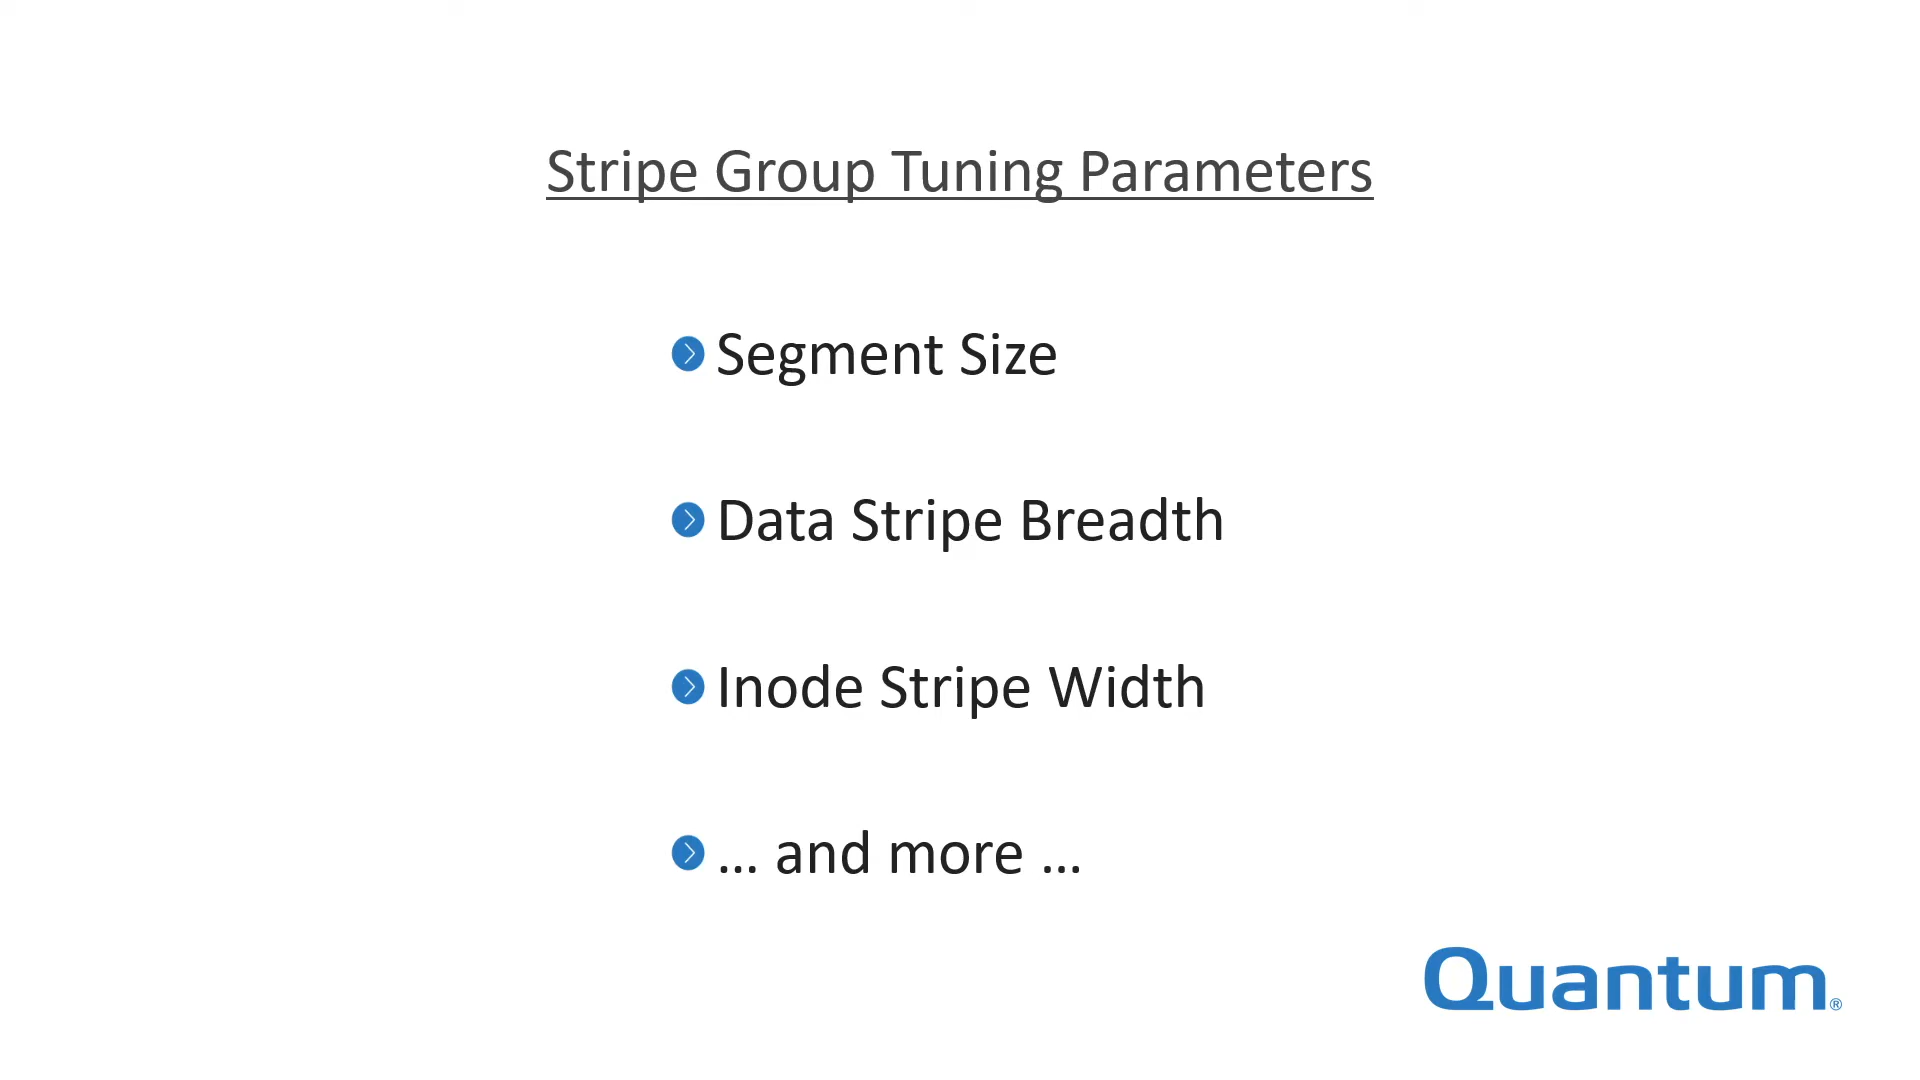 Stripe Group Tuning Parameters
Segment Size
Data Stripe Breadth
Inode Stripe Width
... and more ...
Quantum®